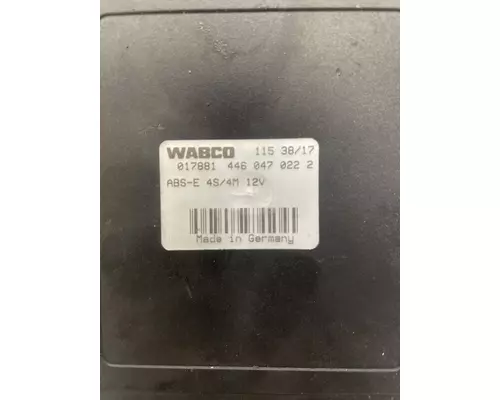 WABCO 115 38/17
017881 446 047 022 2
ABS-E 4S/4M 12V
Made in Germany